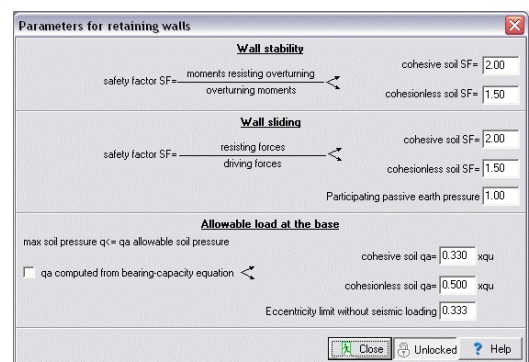 Parameters for retaining walls
Wall stability
safety factor SF= moments resisting overturning
overturning moments
cohesive soil SF= 2.00
cohesionless soil SF= 1.50
Wall sliding
safety factor SF= resisting forces
driving forces
cohesive soil SF= 2.00
cohesionless soil SF= 1.50
Participating passive earth pressure 1.00
Allowable load at the base
max soil pressure q<= qa allowable soil pressure
qa computed from bearing-capacity equation
cohesive soil qa= 0.330 xqu
cohesionless soil qa= 0.500 xqu
Eccentricity limit without seismic loading 0.333
Close Unlocked ? Help